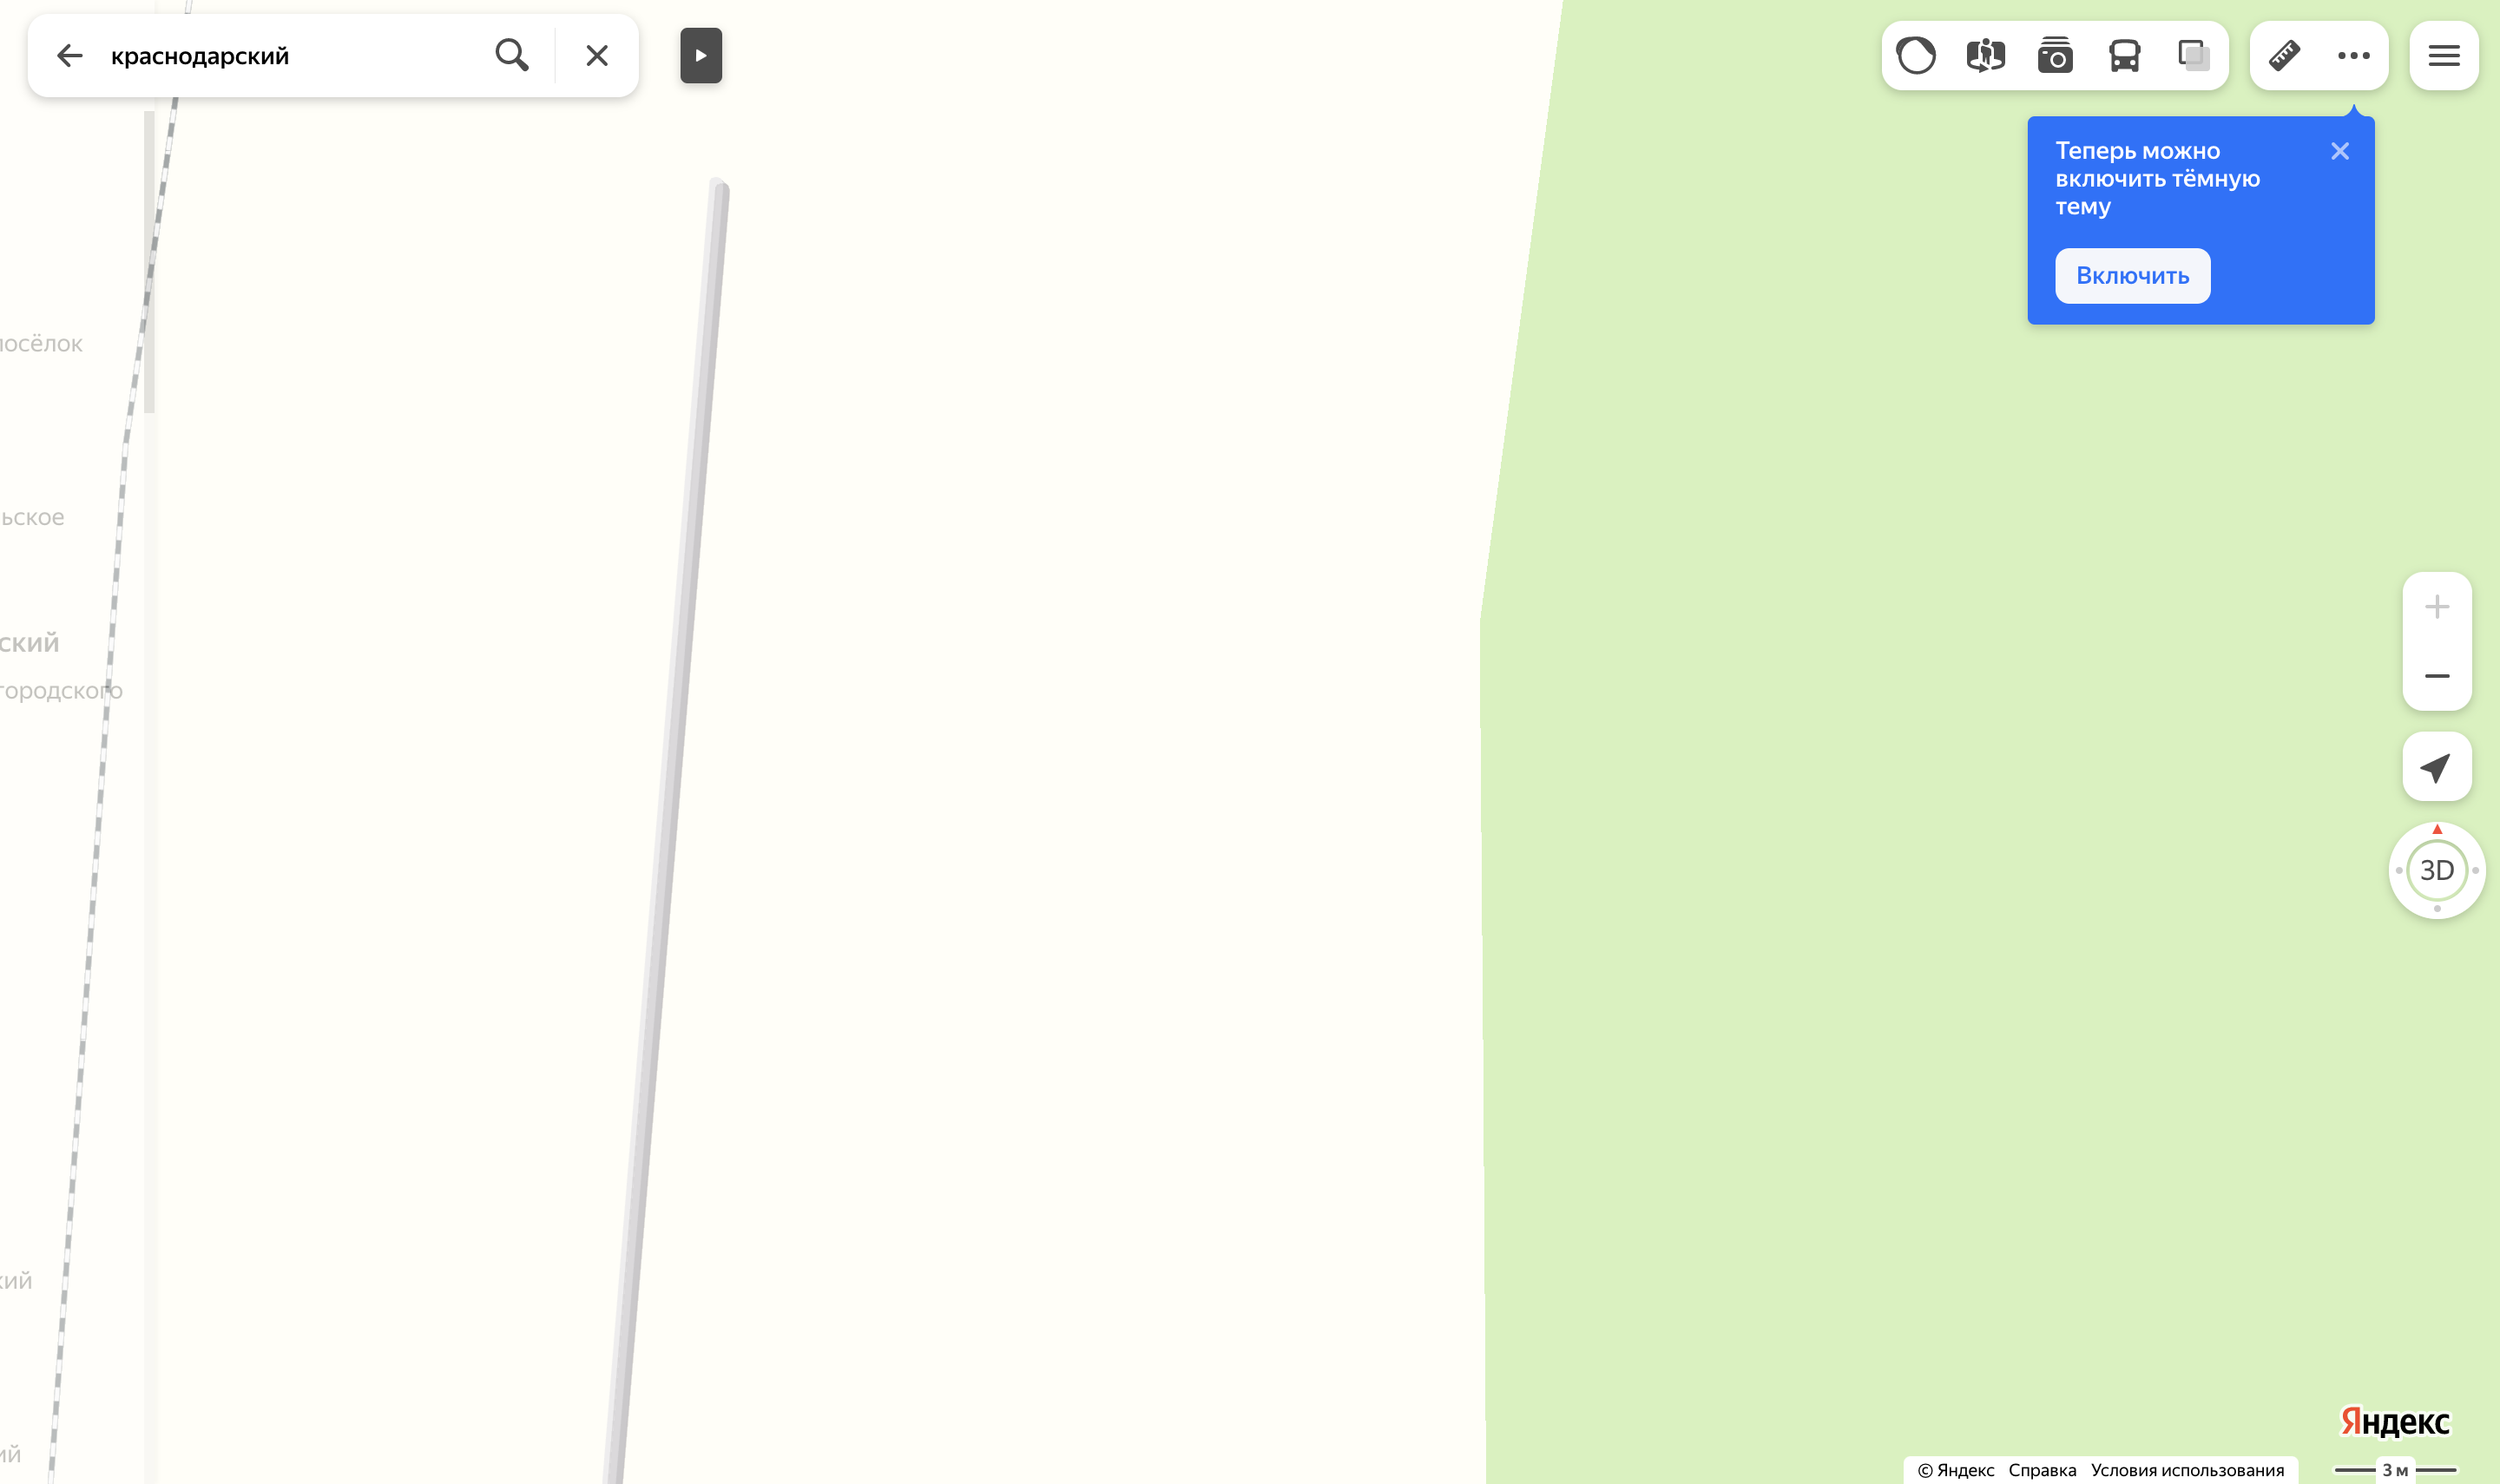 краснодарский
Теперь можно
включить тёмную
тему
Включить
посёлок
ьское
ский
городского
кий
ий
3D
Яндекс
© Яндекс Справка Условия использования
3 м